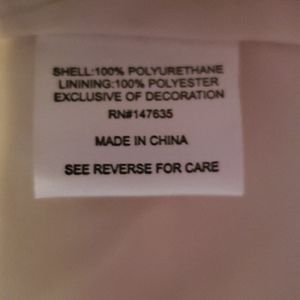 SHELL:100% POLYURETHANE
LINING:100% POLYESTER
EXCLUSIVE OF DECORATION
RN#147635
MADE IN CHINA
SEE REVERSE FOR CARE